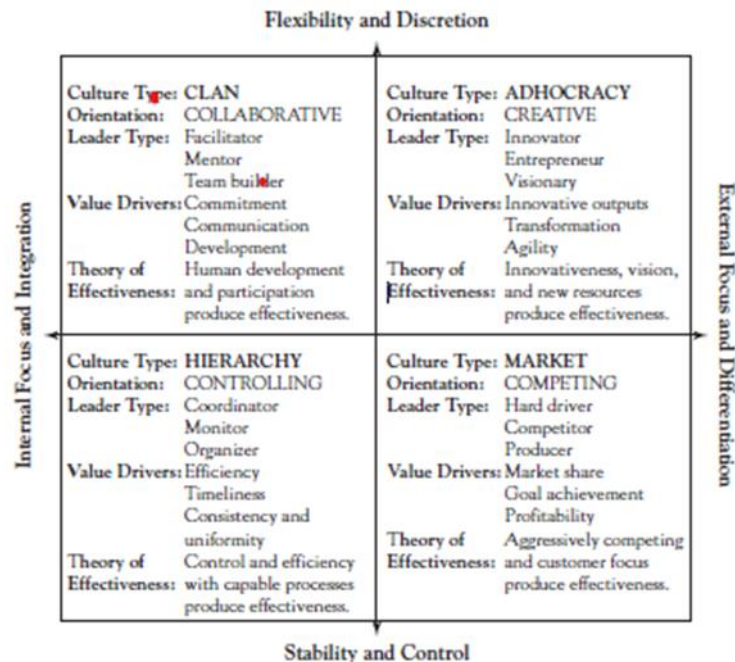 Flexibility and Discretion
Culture Type: CLAN
Orientation: COLLABORATIVE
Leader Type: Facilitator
Mentor
Team builder
Value Drivers: Commitment
Communication
Development
Theory of Human development
Effectiveness: and participation
produce effectiveness.
Culture Type: ADHOCRACY
Orientation: CREATIVE
Leader Type: Innovator
Entrepreneur
Visionary
Value Drivers: Innovative outputs
Transformation
Agility
Theory of Innovativeness, vision,
Effectiveness: and new resources
produce effectiveness.
Internal Focus and Integration
External Focus and Differentiation
Culture Type: HIERARCHY
Orientation: CONTROLLING
Leader Type: Coordinator
Monitor
Organizer
Value Drivers: Efficiency
Timeliness
Consistency and
uniformity
Theory of Control and efficiency
Effectiveness: with capable processes
produce effectiveness.
Culture Type: MARKET
Orientation: COMPETING
Leader Type: Hard driver
Competitor
Producer
Value Drivers: Market share
Goal achievement
Profitability
Theory of Aggressively competing
Effectiveness: and customer focus
produce effectiveness.
Stability and Control